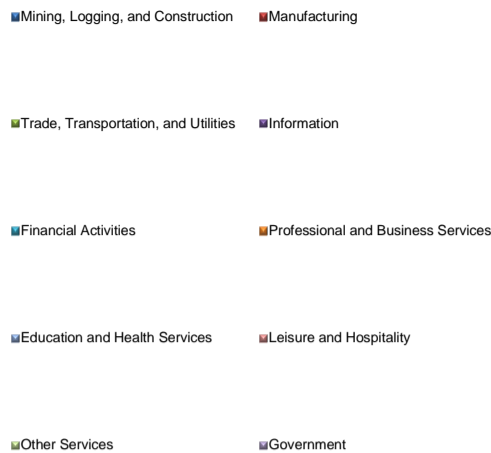 Mining, Logging, and Construction
Manufacturing
Trade, Transportation, and Utilities
Information
Financial Activities
Professional and Business Services
Education and Health Services
Leisure and Hospitality
Other Services
Government